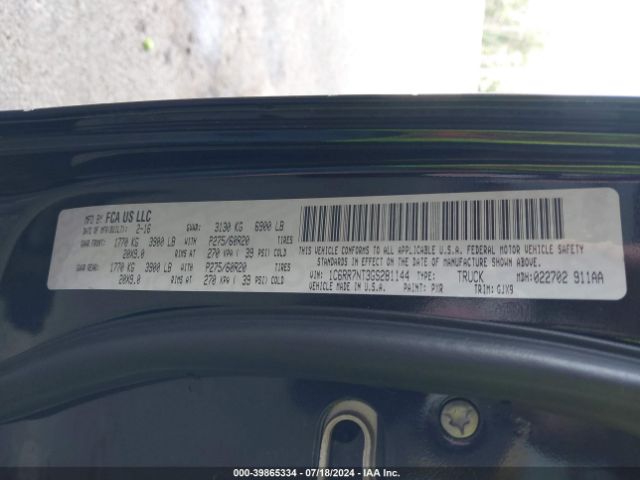 MFD BY: FCA US LLC
DATE OF MFR(BUILT): 2-16 GVWR: 3130 KG 6900 LB
GAWR FRONT: 1770 KG 3900 LB WITH P275/60R20 TIRES
20X9.0 RIMS AT 270 KPA ( 39 PSI) COLD
GAWR REAR: 1770 KG 3900 LB WITH P275/60R20 TIRES
20X9.0 RIMS AT 270 KPA ( 39 PSI) COLD
THIS VEHICLE CONFORMS TO ALL APPLICABLE U.S.A. FEDERAL MOTOR VEHICLE SAFETY
STANDARDS IN EFFECT ON THE DATE OF MANUFACTURE SHOWN ABOVE.
VIN: 1C6RR7NT3GS281144 TYPE: TRUCK MDH: 022702 911AA
VEHICLE MADE IN U.S.A. PAINT: PXR TRIM: GJX9
000-39865334 | 07/18/2024 | IAA Inc.